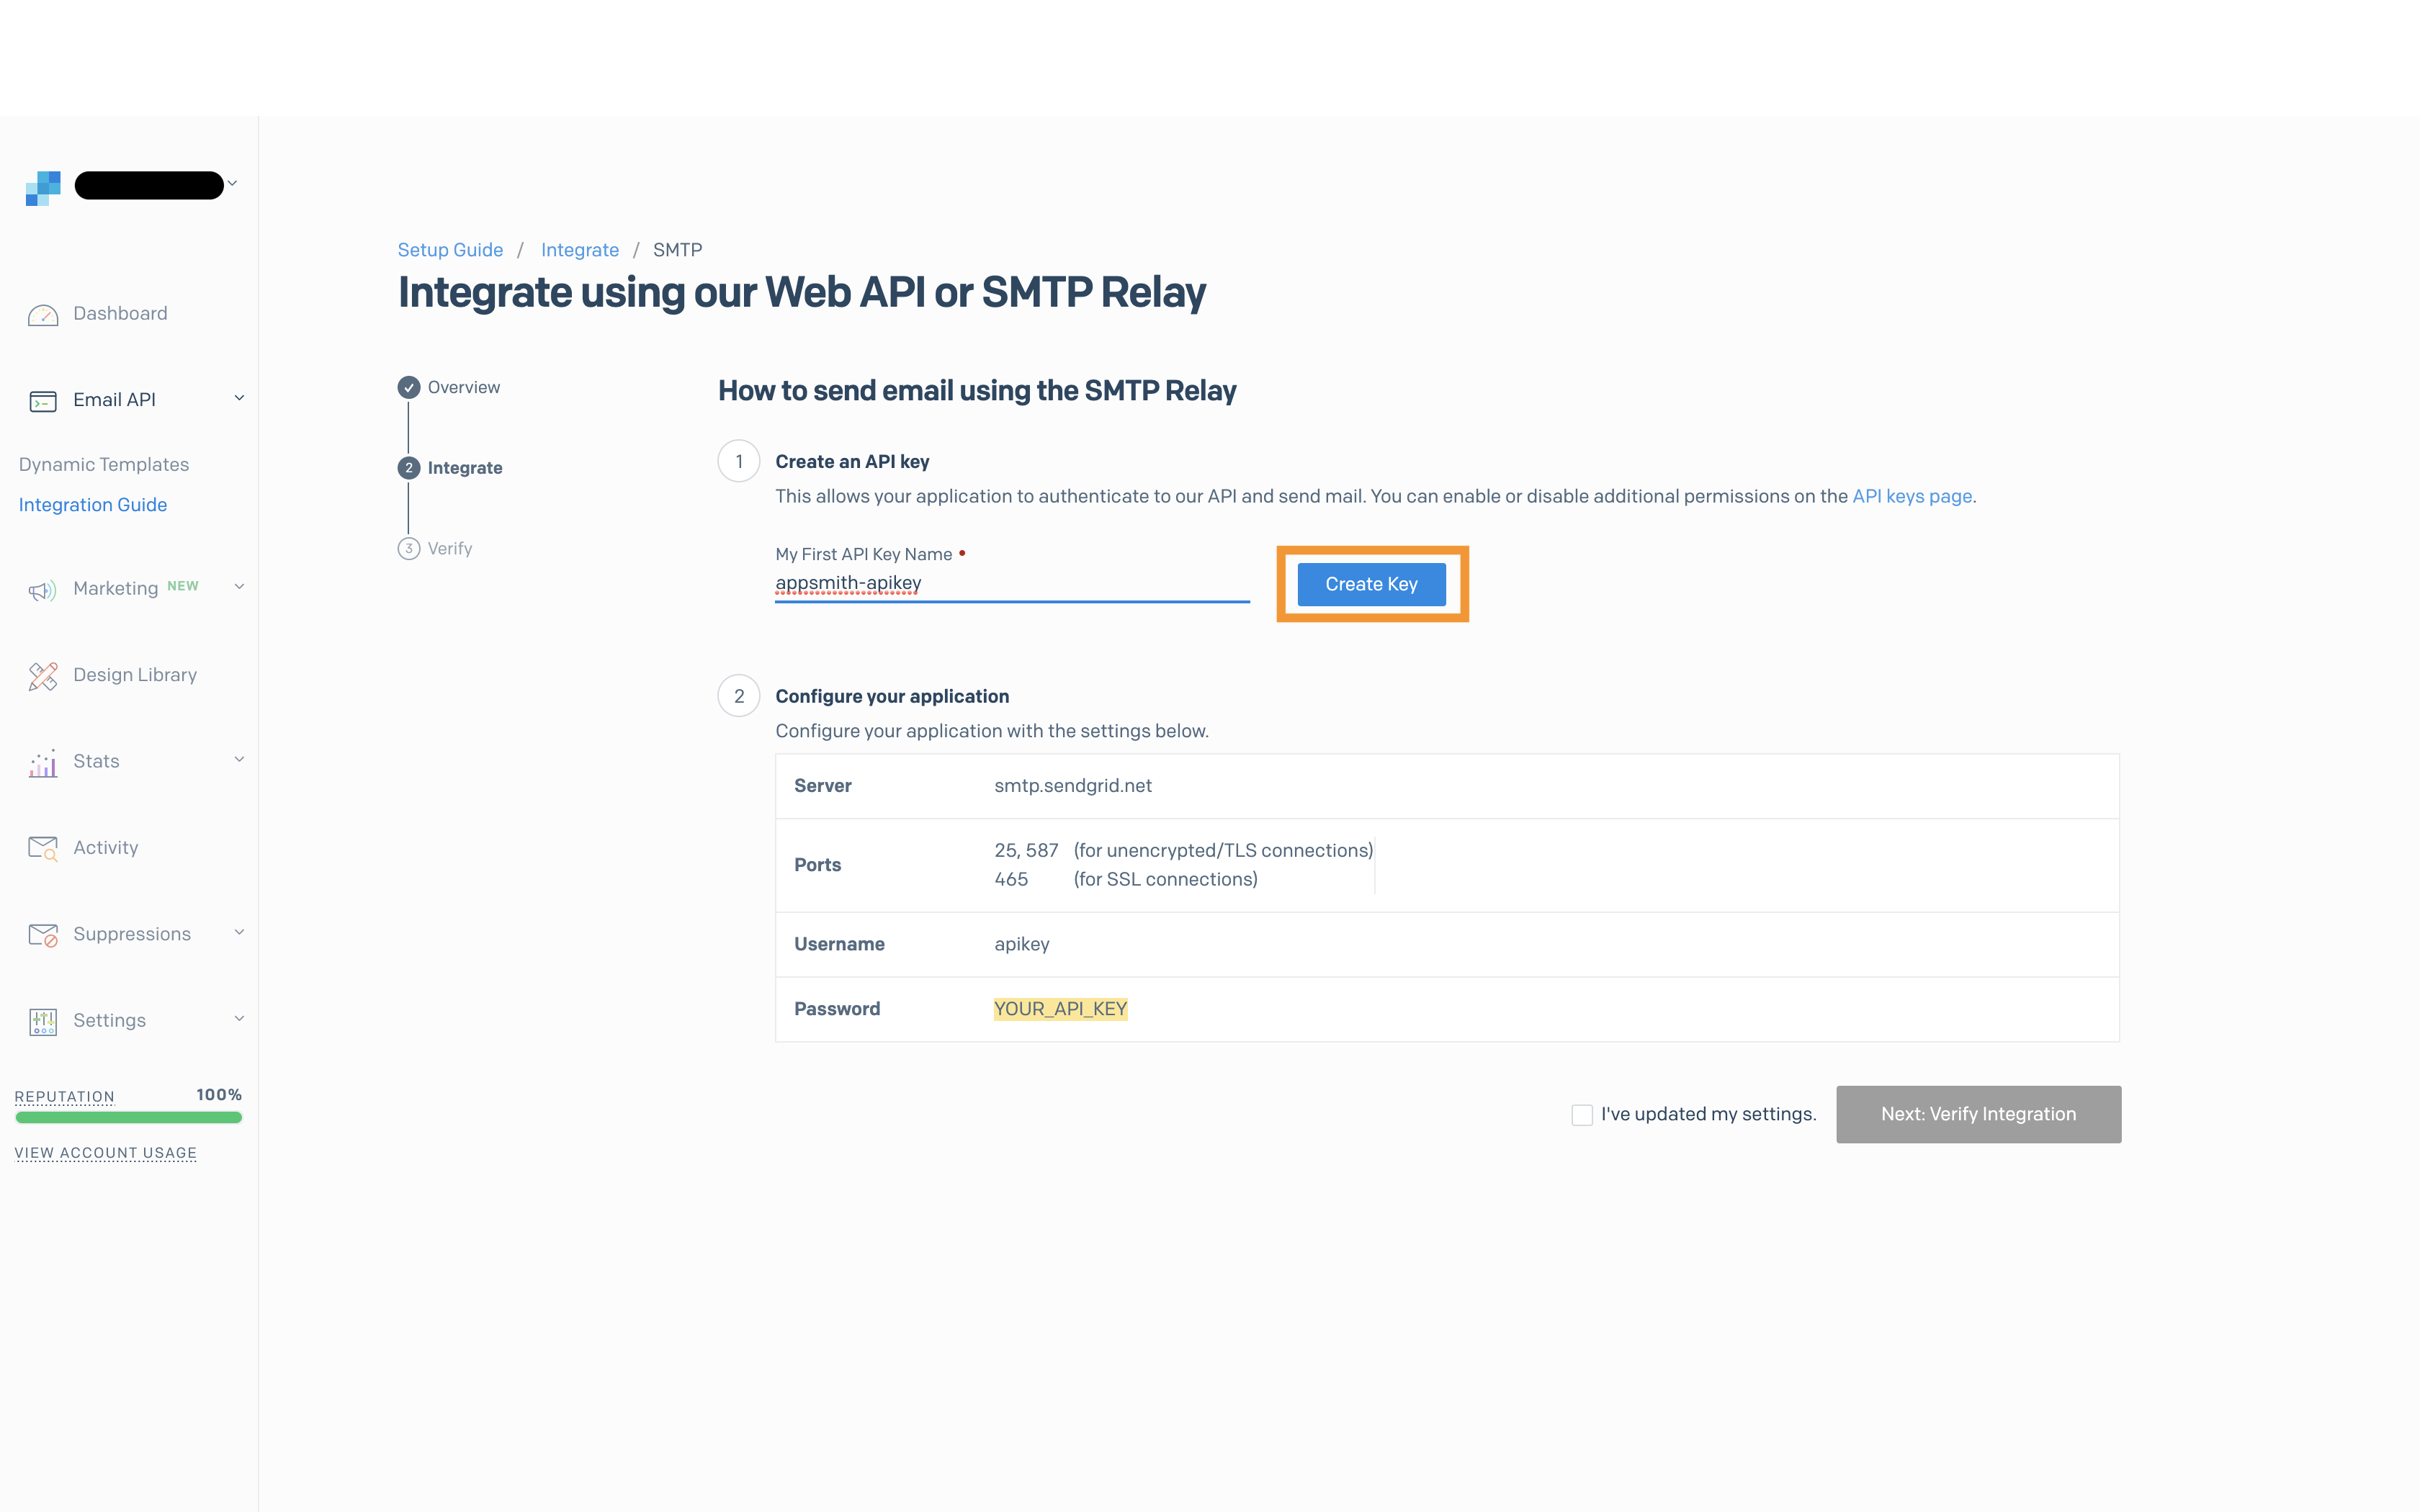 Dashboard
Email API
Dynamic Templates
Integration Guide
Marketing NEW
Design Library
Stats
Activity
Suppressions
Settings
REPUTATION 100%
VIEW ACCOUNT USAGE
Setup Guide / Integrate / SMTP
Integrate using our Web API or SMTP Relay
Overview
2 Integrate
3 Verify
How to send email using the SMTP Relay
1 Create an API key
This allows your application to authenticate to our API and send mail. You can enable or disable additional permissions on the API keys page.
My First API Key Name
appsmith-apikey
Create Key
2 Configure your application
Configure your application with the settings below.
Server smtp.sendgrid.net
Ports 25, 587 (for unencrypted/TLS connections)
465 (for SSL connections)
Username apikey
Password YOUR_API_KEY
I've updated my settings. Next: Verify Integration